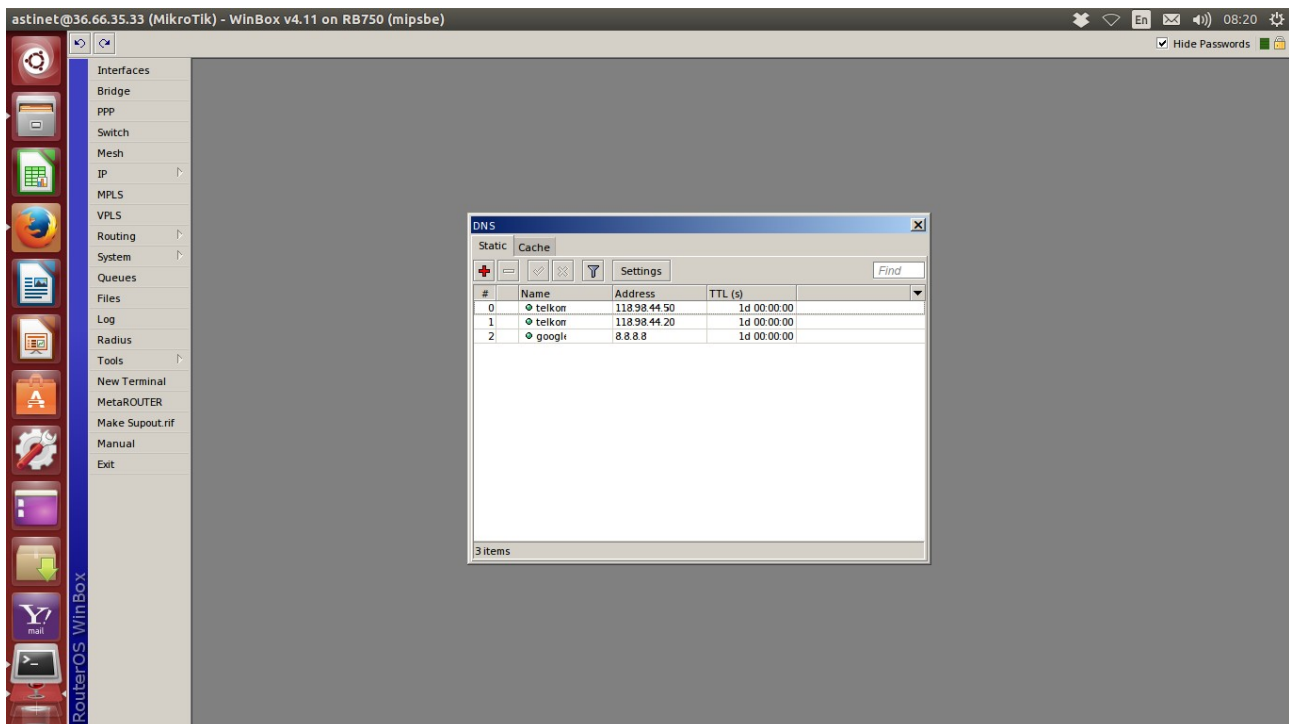 astinet@36.66.35.33 (MikroTik) - WinBox v4.11 on RB750 (mipsbe)
En
08:20
Hide Passwords
Interfaces
Bridge
PPP
Switch
Mesh
IP
MPLS
VPLS
Routing
System
Queues
Files
Log
Radius
Tools
New Terminal
MetaROUTER
Make Supout.rif
Manual
Exit
RouterOS WinBox
Y!
mail
DNS
Static Cache
Settings
Find
# Name Address TTL (s)
0 telkom 118.98.44.50 1d 00:00:00
1 telkom 118.98.44.20 1d 00:00:00
2 google 8.8.8.8 1d 00:00:00
3 items